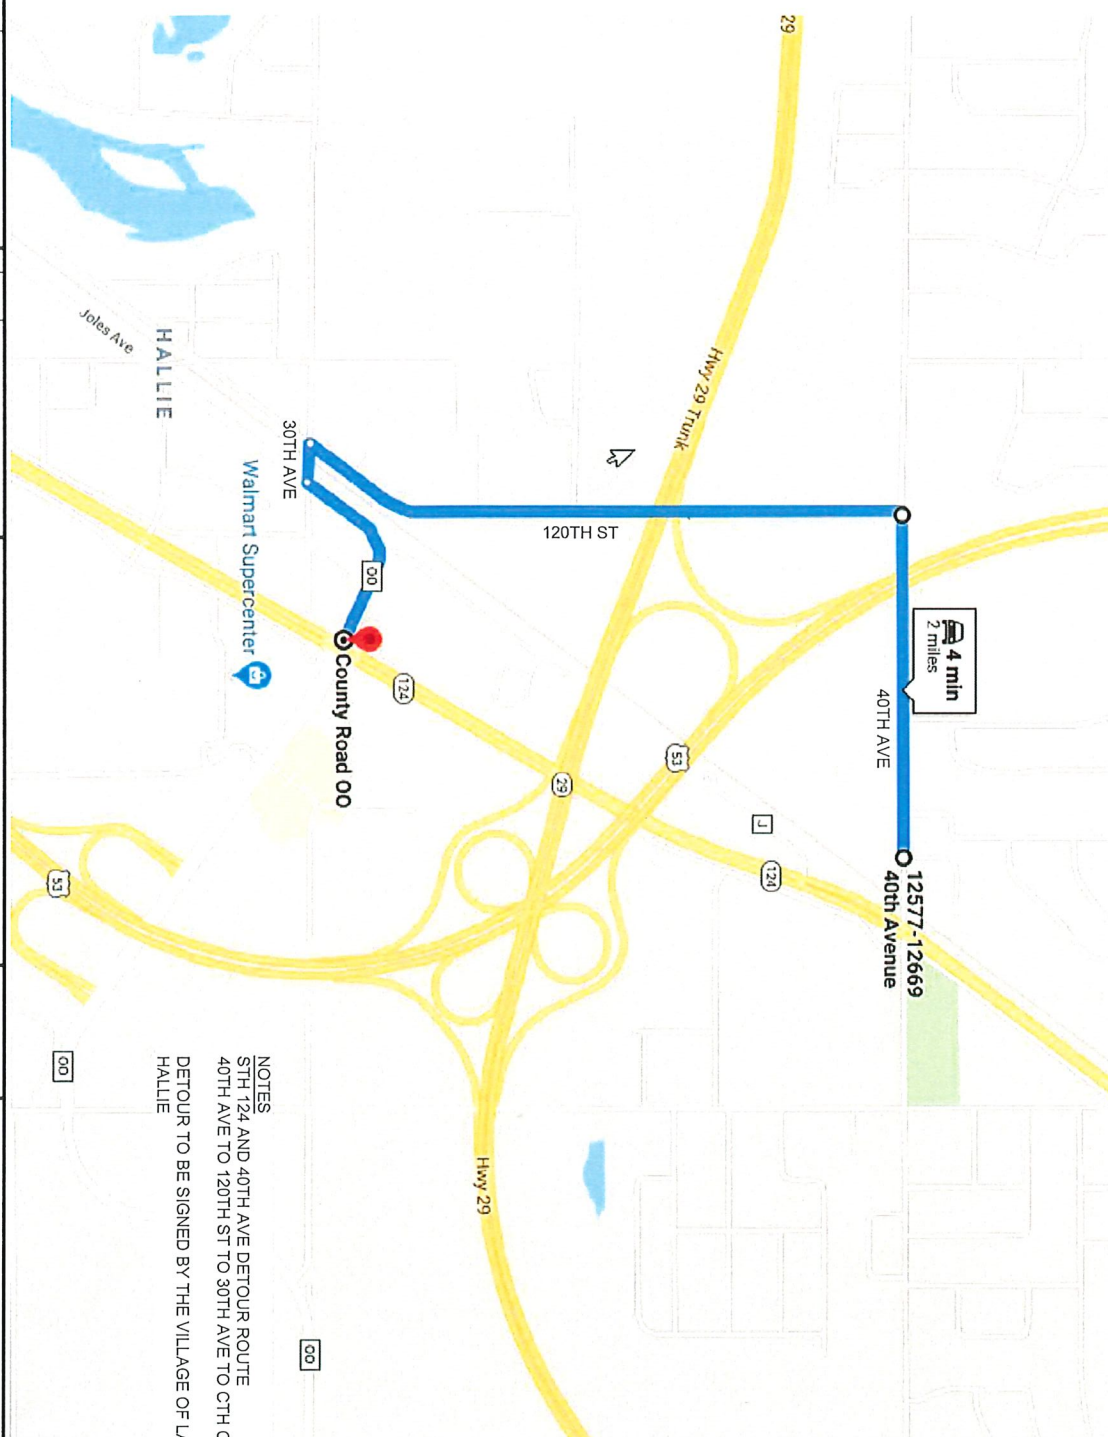 29
Joles Ave
HALLIE
Hwy 29 Trunk
30TH AVE
Walmart Supercenter
120TH ST
OO
County Road OO
124
4 min
2 miles
40TH AVE
53
29
J
124
12577-12669
40th Avenue
53
OO
Hwy 29
OO
NOTES
STH 124 AND 40TH AVE DETOUR ROUTE
40TH AVE TO 120TH ST TO 30TH AVE TO CTH
DETOUR TO BE SIGNED BY THE VILLAGE OF
HALLIE